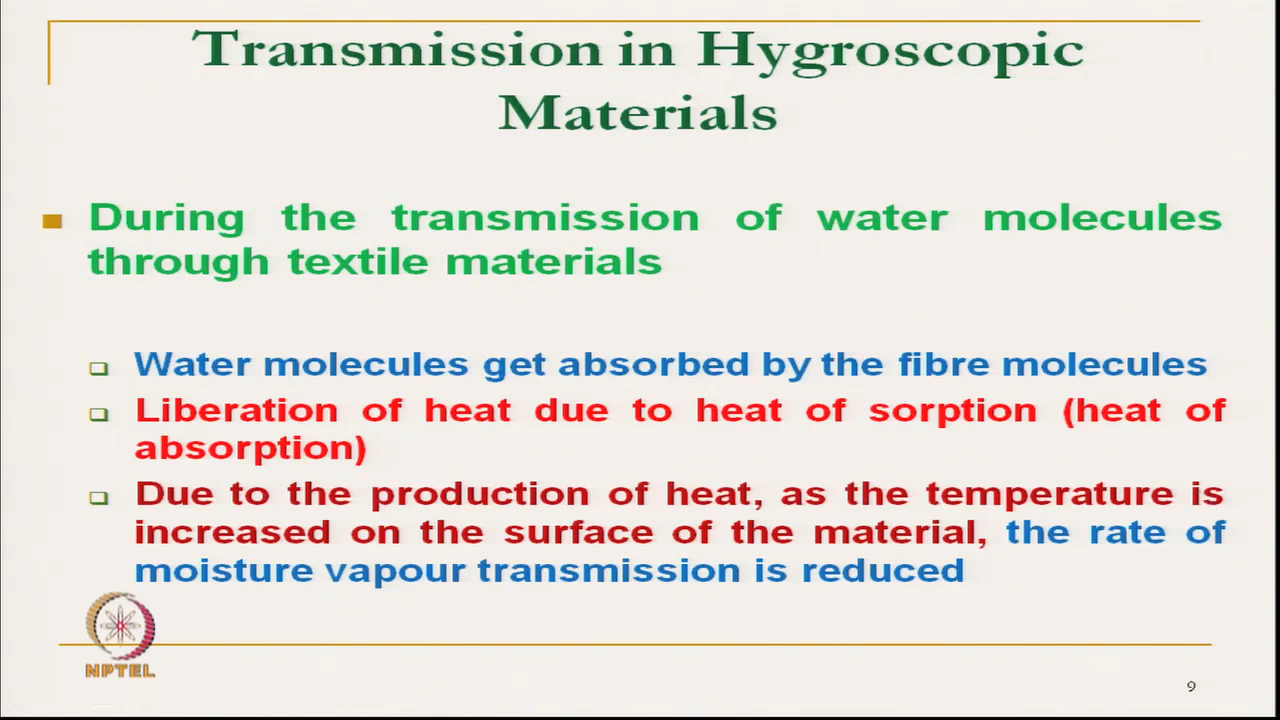 Transmission in Hygroscopic
Materials
During the transmission of water molecules
through textile materials
Water molecules get absorbed by the fibre molecules
Liberation of heat due to heat of sorption (heat of
absorption)
Due to the production of heat, as the temperature is
increased on the surface of the material, the rate of
moisture vapour transmission is reduced
NPTEL
9